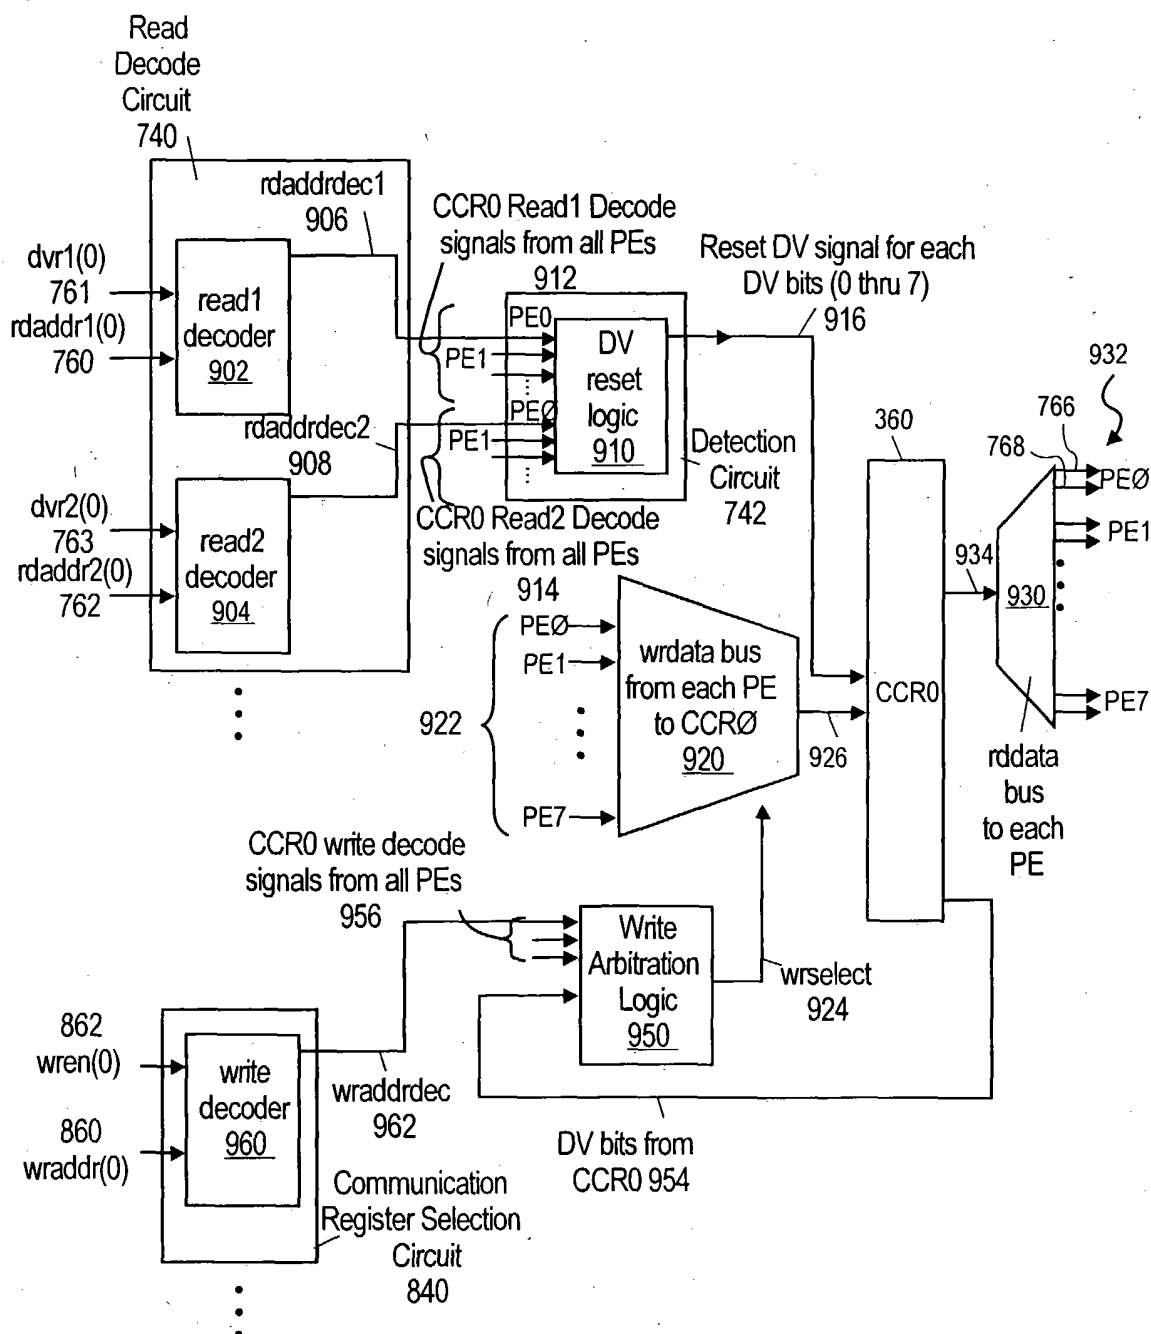 Read
Decode
Circuit
740
rdaddrdec1
906
dvr1(0)
761
rdaddr1(0)
760
read1
decoder
902
rdaddrdec2
908
dvr2(0)
763
rdaddr2(0)
762
read2
decoder
904
CCR0 Read1 Decode
signals from all PEs
912
PE0
PE1
PEØ
PE1
DV
reset
logic
910
CCR0 Read2 Decode
signals from all PEs
914
Detection
Circuit
742
Reset DV signal for each
DV bits (0 thru 7)
916
360
CCR0
932
766
768
PEØ
PE1
934
930
PE7
rddata
bus
to each
PE
922
PEØ
PE1
PE7
wrdata bus
from each PE
to CCRØ
920
926
CCR0 write decode
signals from all PEs
956
Write
Arbitration
Logic
950
wrselect
924
862
wren(0)
860
wraddr(0)
write
decoder
960
wraddrdec
962
DV bits from
CCR0 954
Communication
Register Selection
Circuit
840